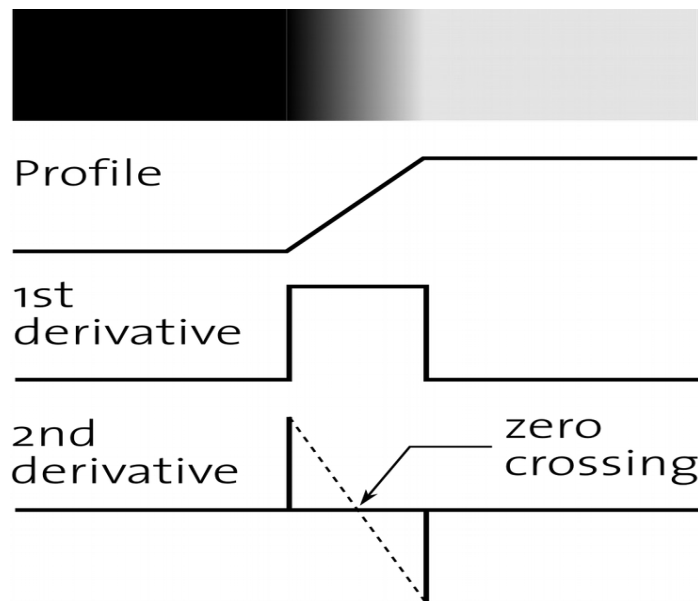 Profile
1st
derivative
2nd
derivative
zero
crossing